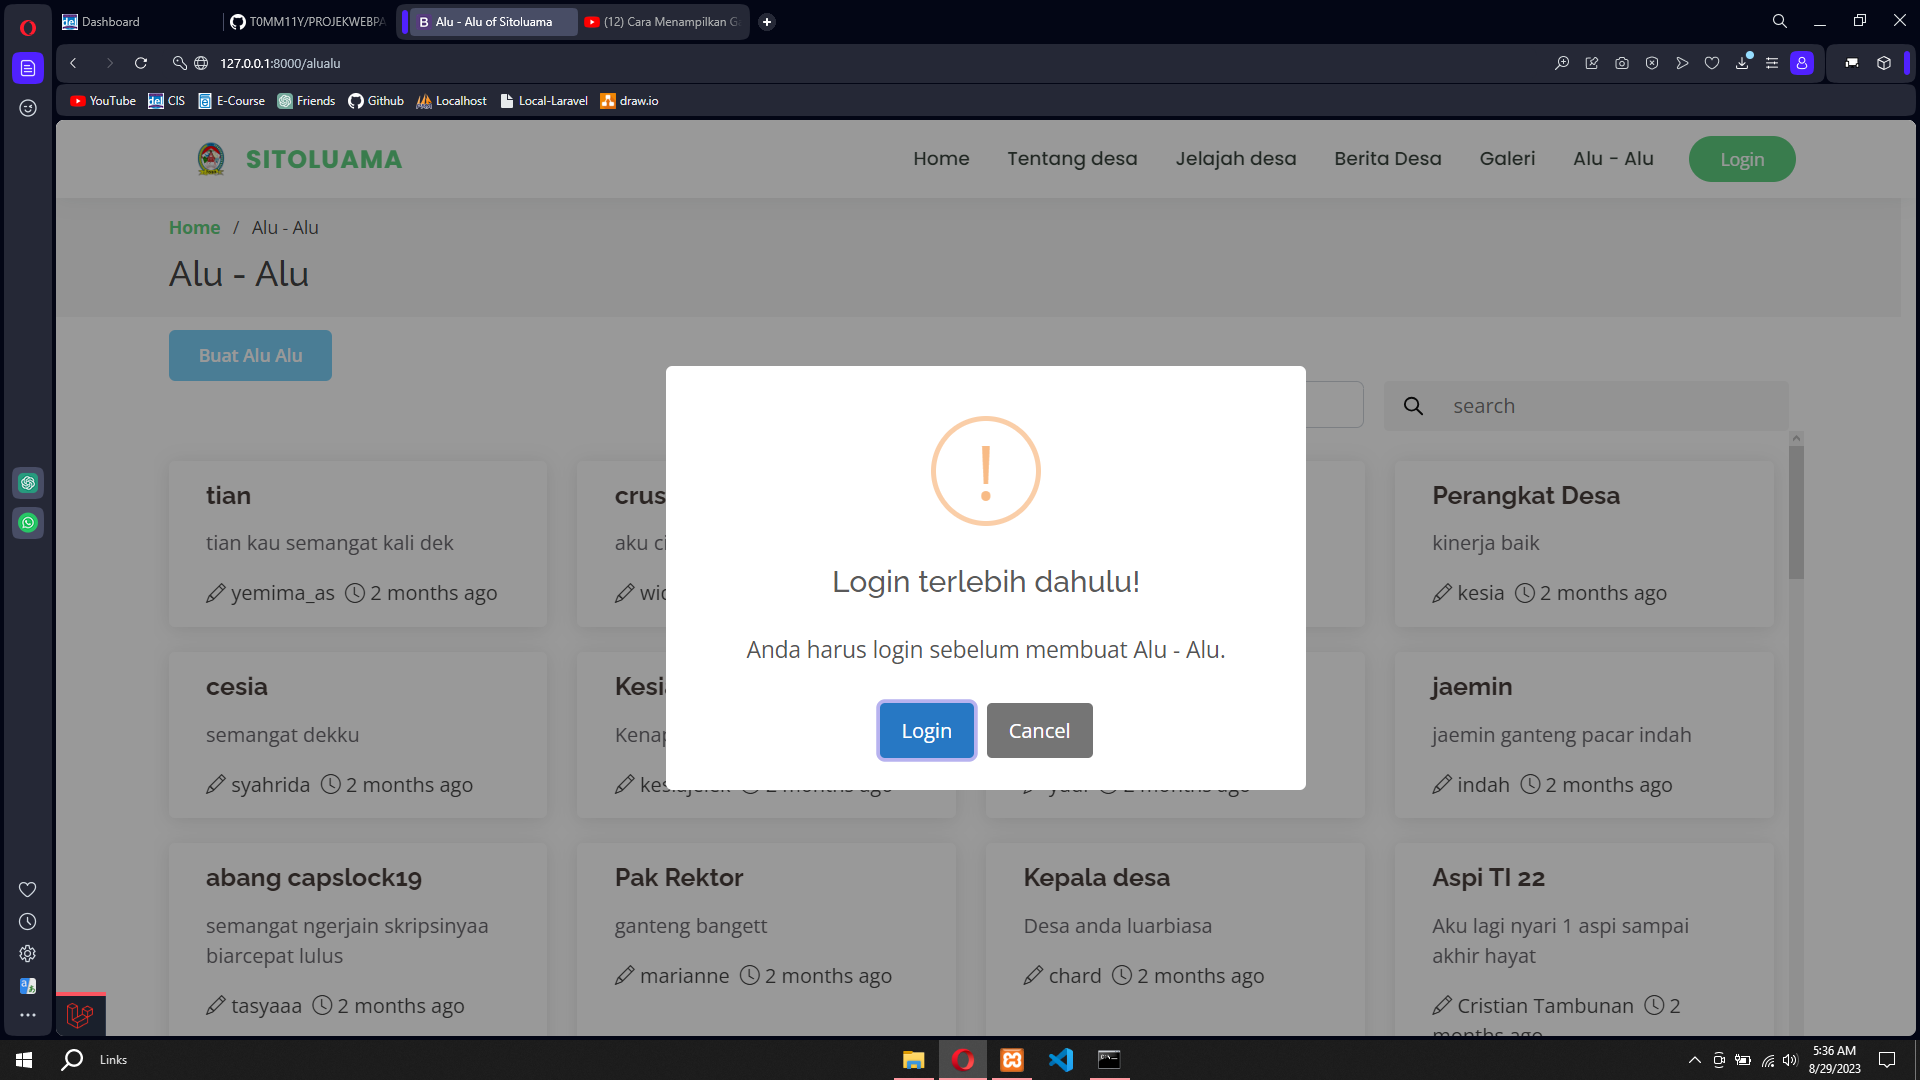 Dashboard
T0MM11Y/PROJEKWEBPA
B Alu - Alu of Sitoluama
(12) Cara Menampilkan G
127.0.0.1:8000/alualu
YouTube
del CIS
E-Course
Friends
Github
Localhost
Local-Laravel
draw.io
SITOLUAMA
Home
Tentang desa
Jelajah desa
Berita Desa
Galeri
Alu - Alu
Login
Home / Alu - Alu
Alu - Alu
Buat Alu Alu
search
!
Login terlebih dahulu!
Anda harus login sebelum membuat Alu - Alu.
Login
Cancel
tian
tian kau semangat kali dek
yemima_as 2 months ago
crus
aku ci
Perangkat Desa
kinerja baik
kesia 2 months ago
cesia
semangat dekku
syahrida 2 months ago
Kesi
Kenap
jaemin
jaemin ganteng pacar indah
indah 2 months ago
abang capslock19
semangat ngerjain skripsinyaa
biarcepat lulus
tasyaaa 2 months ago
Pak Rektor
ganteng bangett
marianne 2 months ago
Kepala desa
Desa anda luarbiasa
chard 2 months ago
Aspi TI 22
Aku lagi nyari 1 aspi sampai
akhir hayat
Cristian Tambunan 2
months ago
Links
5:36 AM
8/29/2023